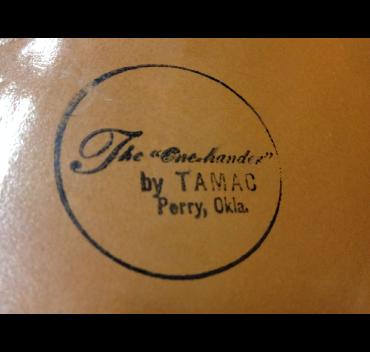 The "One-hander"
by TAMAC
Perry, Okla.